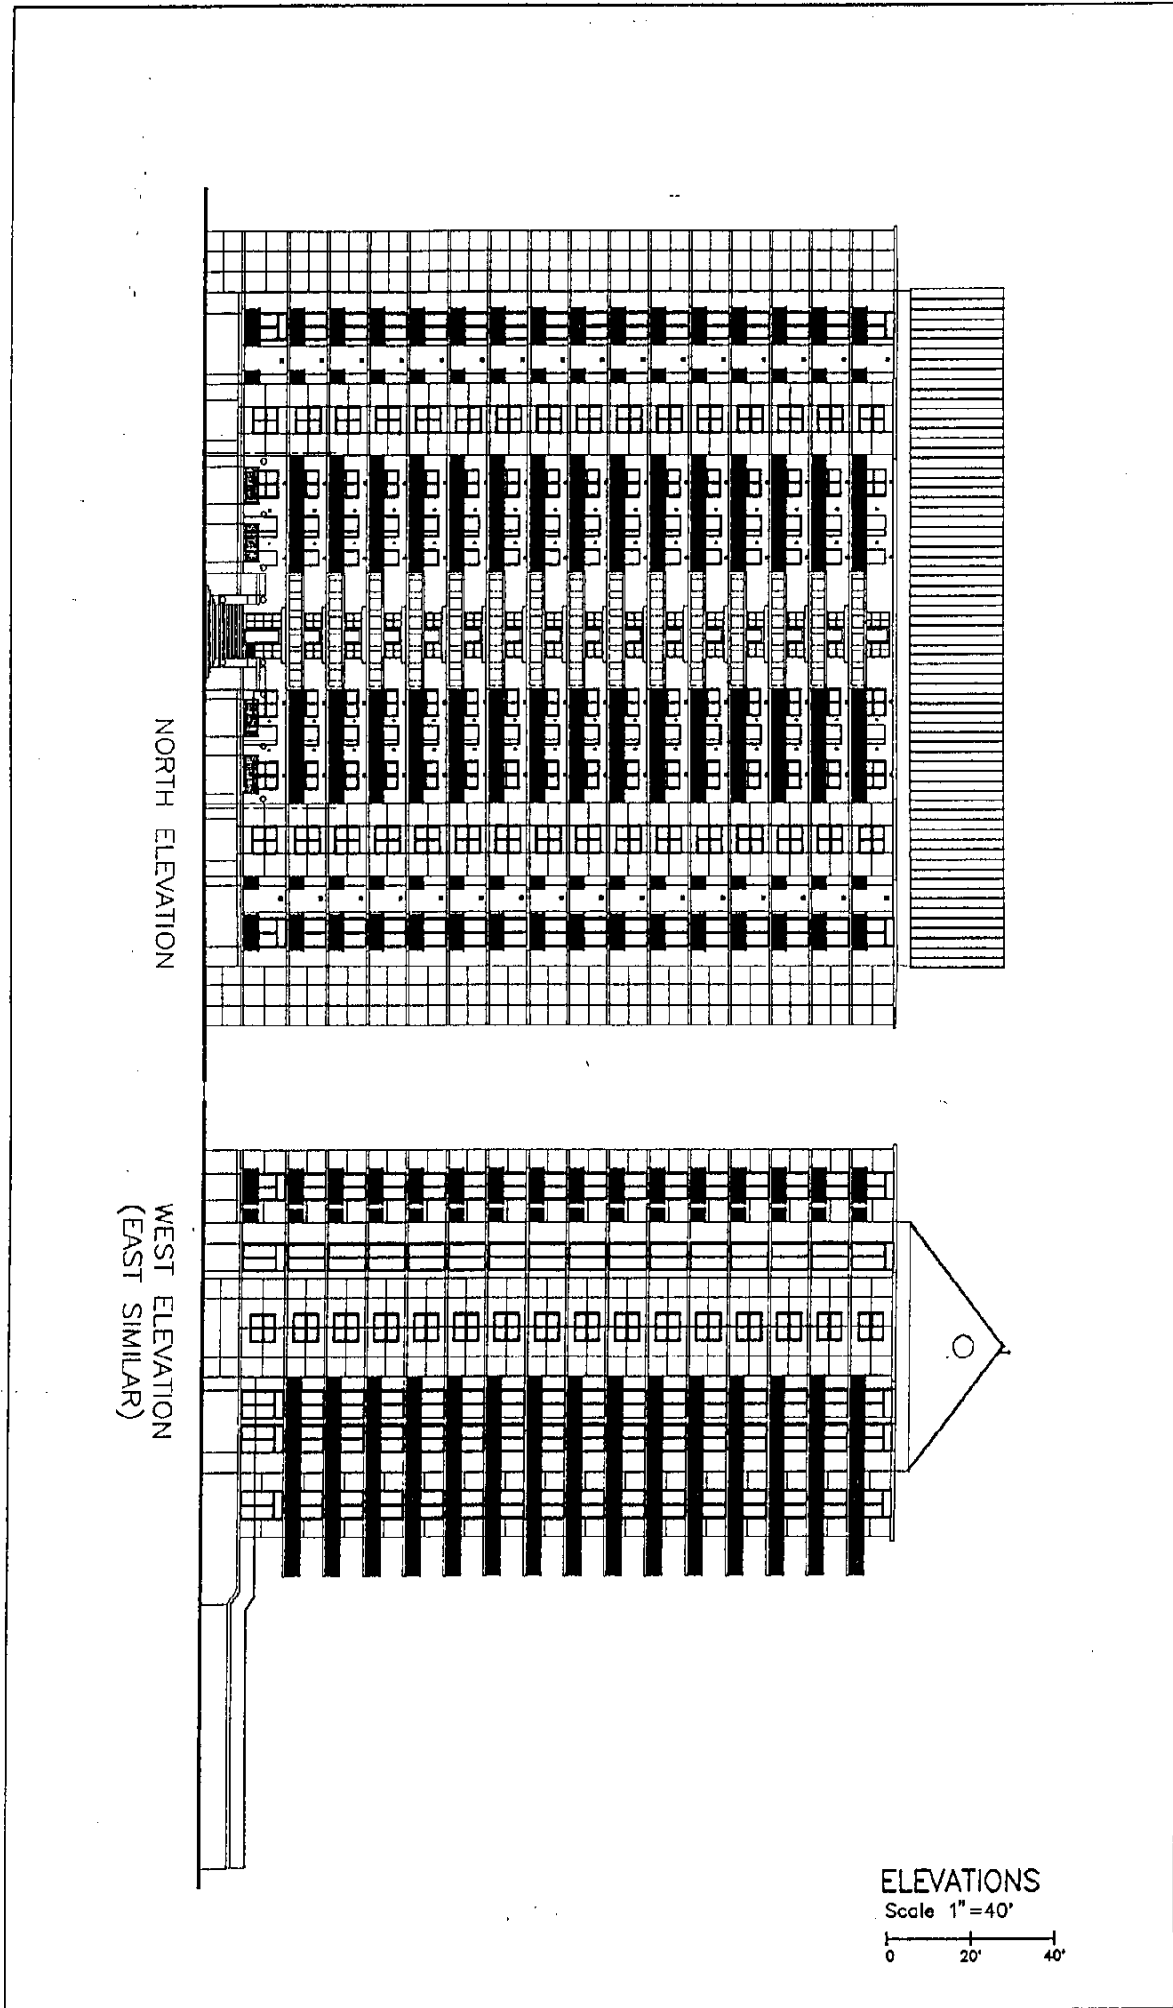 NORTH ELEVATION
WEST ELEVATION
(EAST SIMILAR)
ELEVATIONS
Scale 1"=40'
0 20' 40'